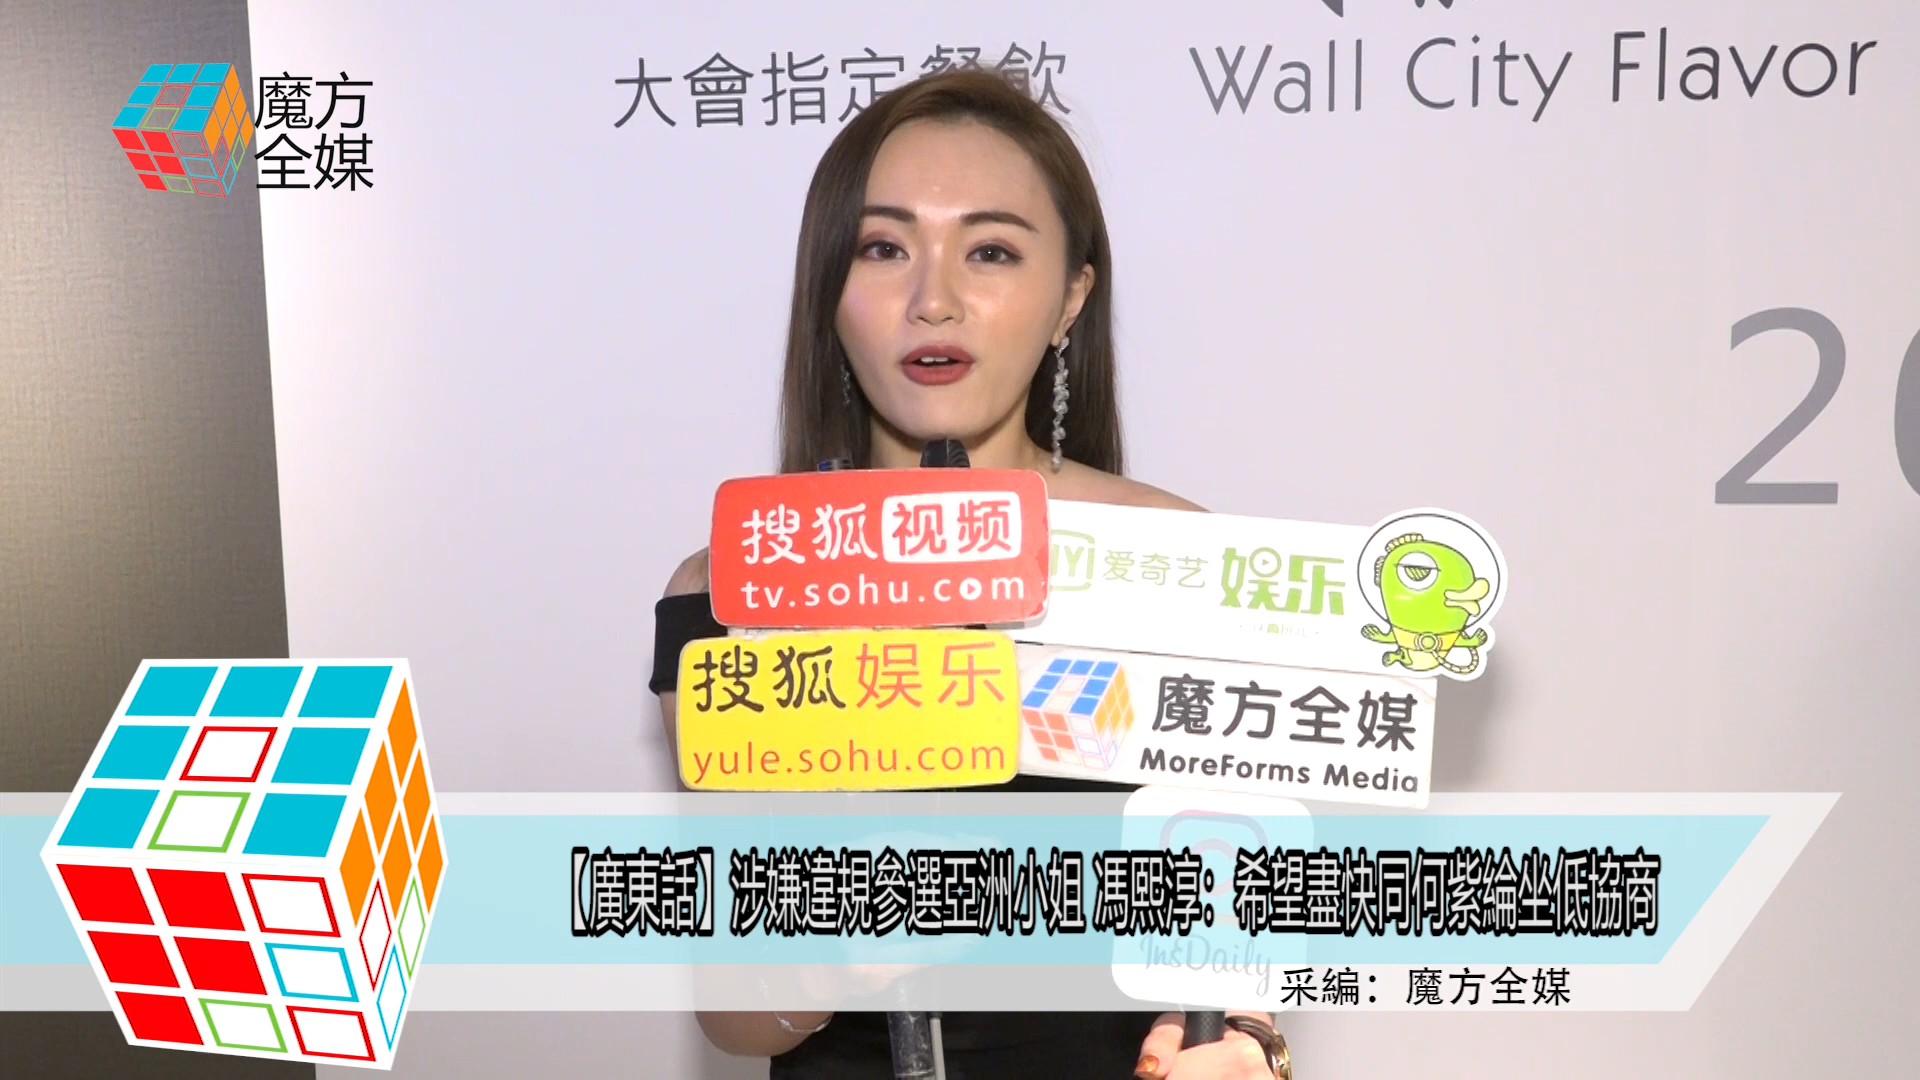 魔方
全媒
大會指定餐飲
Wall City Flavor
2
搜狐视频
tv.sohu.com
爱奇艺 娱乐
搜狐娱乐
yule.sohu.com
魔方全媒
MoreForms Media
【廣東話】涉嫌違規參選亞洲小姐 馮熙淳：希望盡快同何紫綸坐低協商
InsDaily
采編：魔方全媒